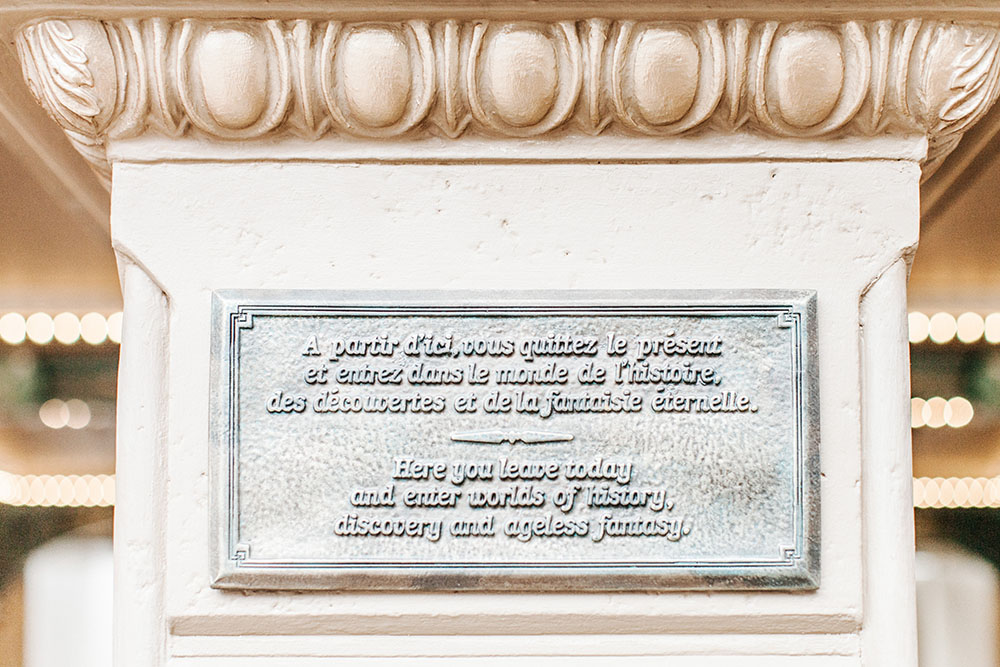 A partir d'ici, vous quittez le présent
et entrez dans le monde de l'histoire,
des découvertes et de la fantaisie éternelle.
Here you leave today
and enter worlds of history,
discovery and ageless fantasy.